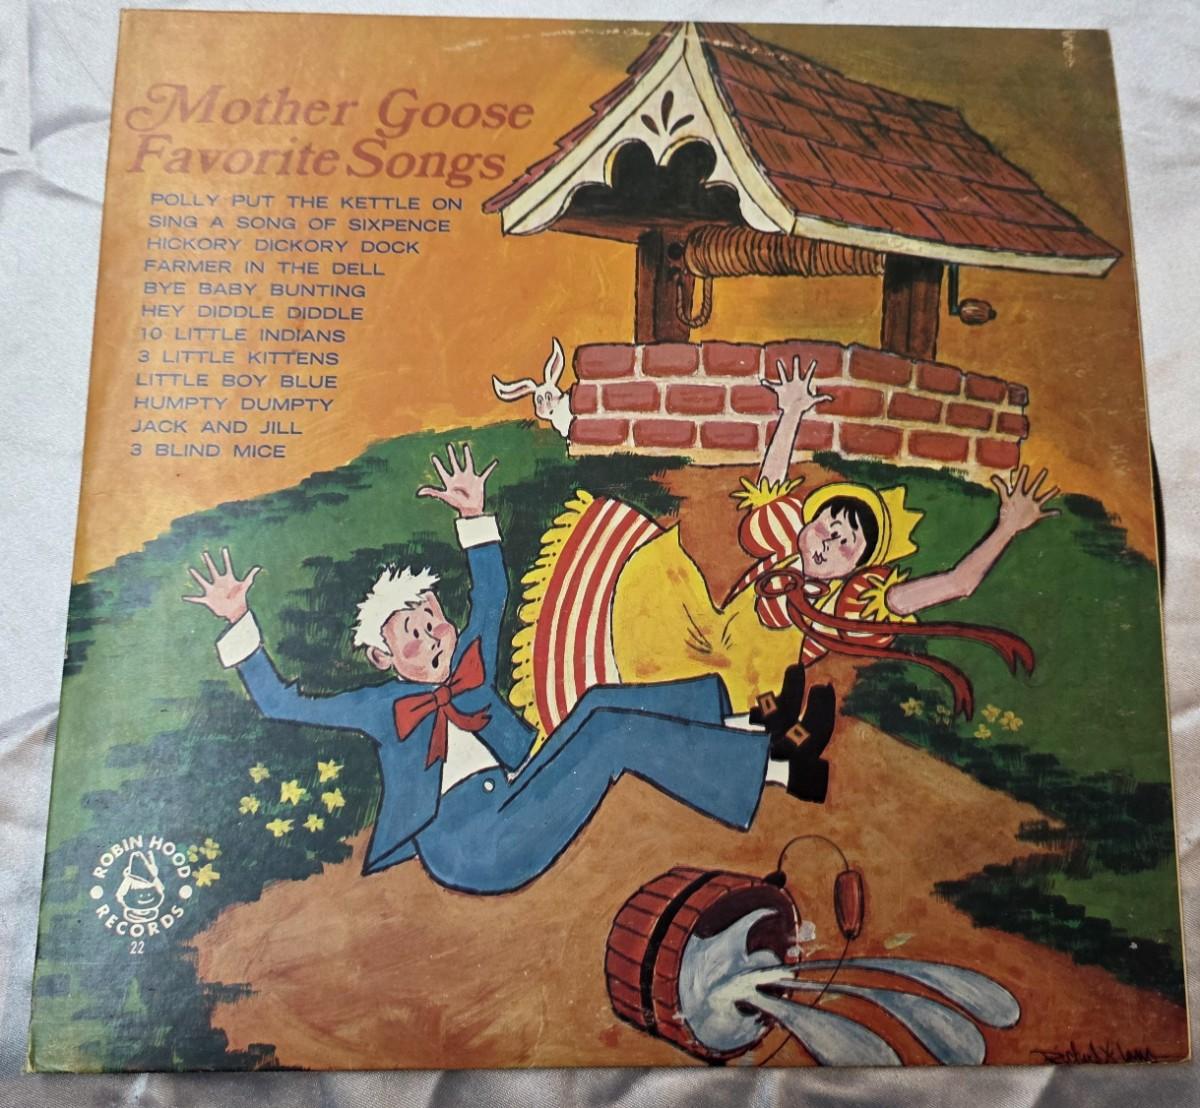 Mother Goose
Favorite Songs
POLLY PUT THE KETTLE ON
SING A SONG OF SIXPENCE
HICKORY DICKORY DOCK
FARMER IN THE DELL
BYE BABY BUNTING
HEY DIDDLE DIDDLE
10 LITTLE INDIANS
3 LITTLE KITTENS
LITTLE BOY BLUE
HUMPTY DUMPTY
JACK AND JILL
3 BLIND MICE
ROBIN HOOD
RECORDS
22